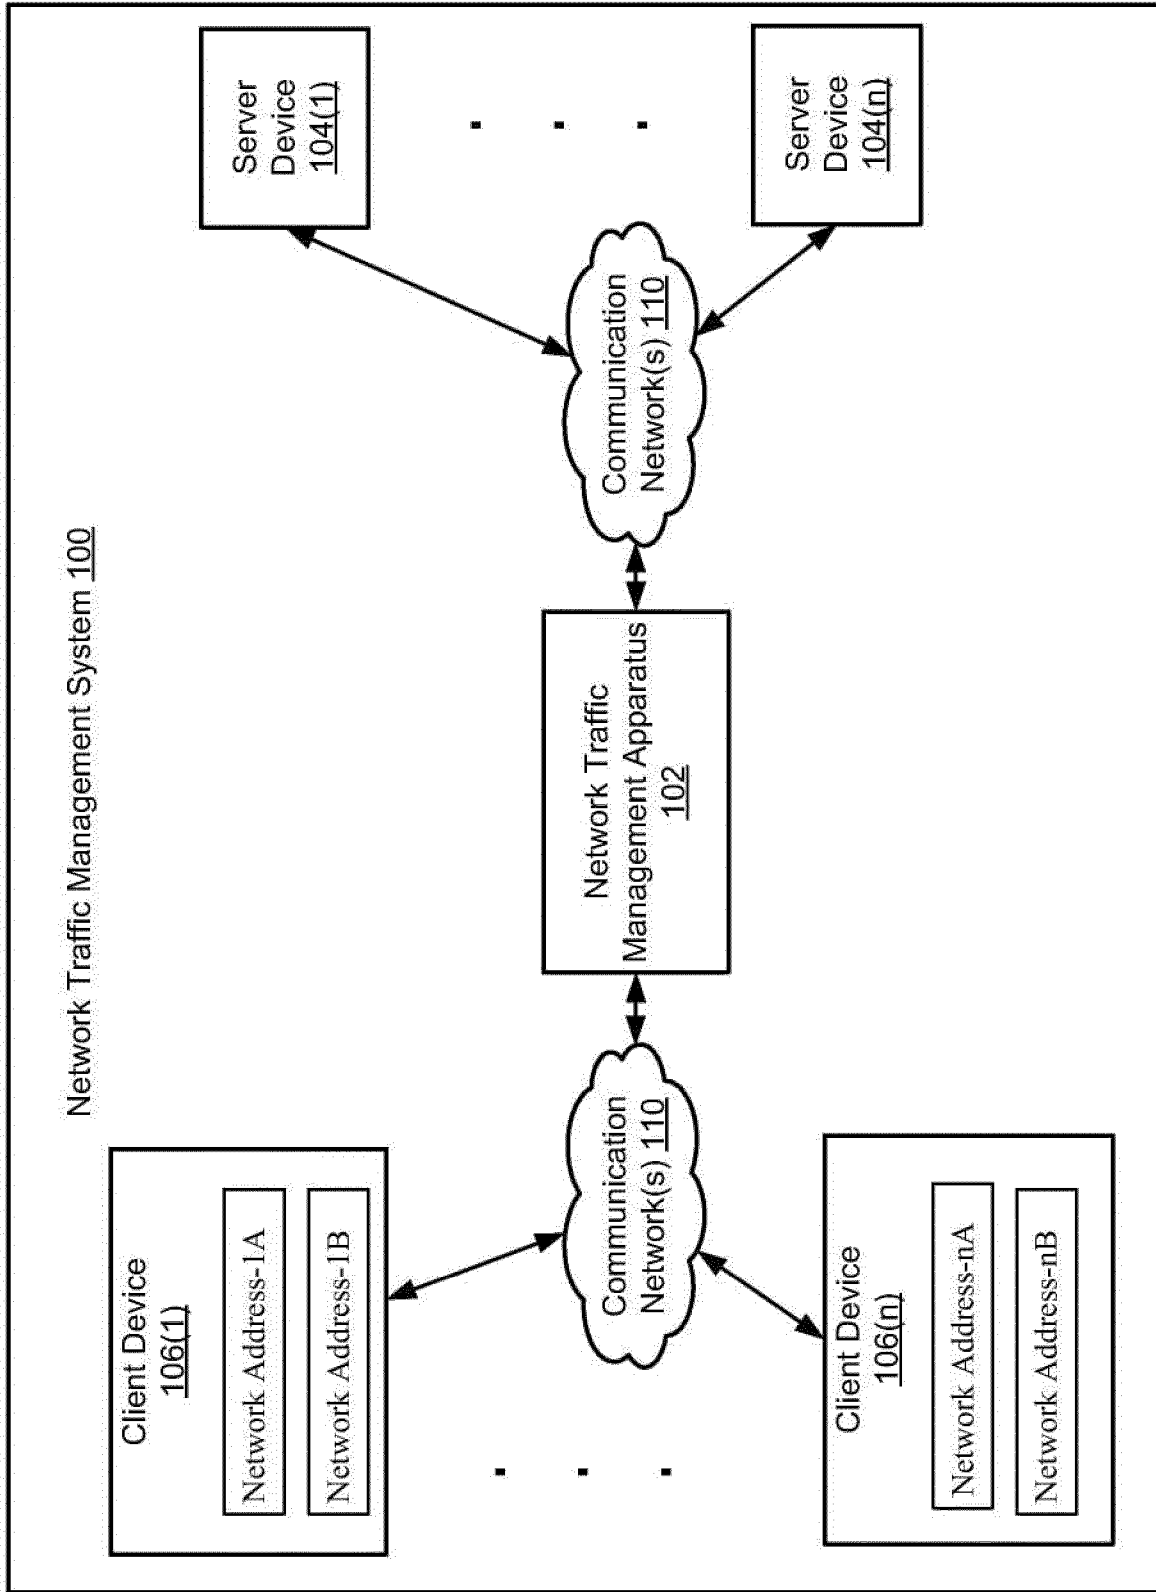 Network Traffic Management System 100
Client Device
106(1)
Network Address-1A
Network Address-1B
Client Device
106(n)
Network Address-nA
Network Address-nB
Communication
Network(s) 110
Network Traffic
Management Apparatus
102
Communication
Network(s) 110
Server
Device
104(1)
Server
Device
104(n)